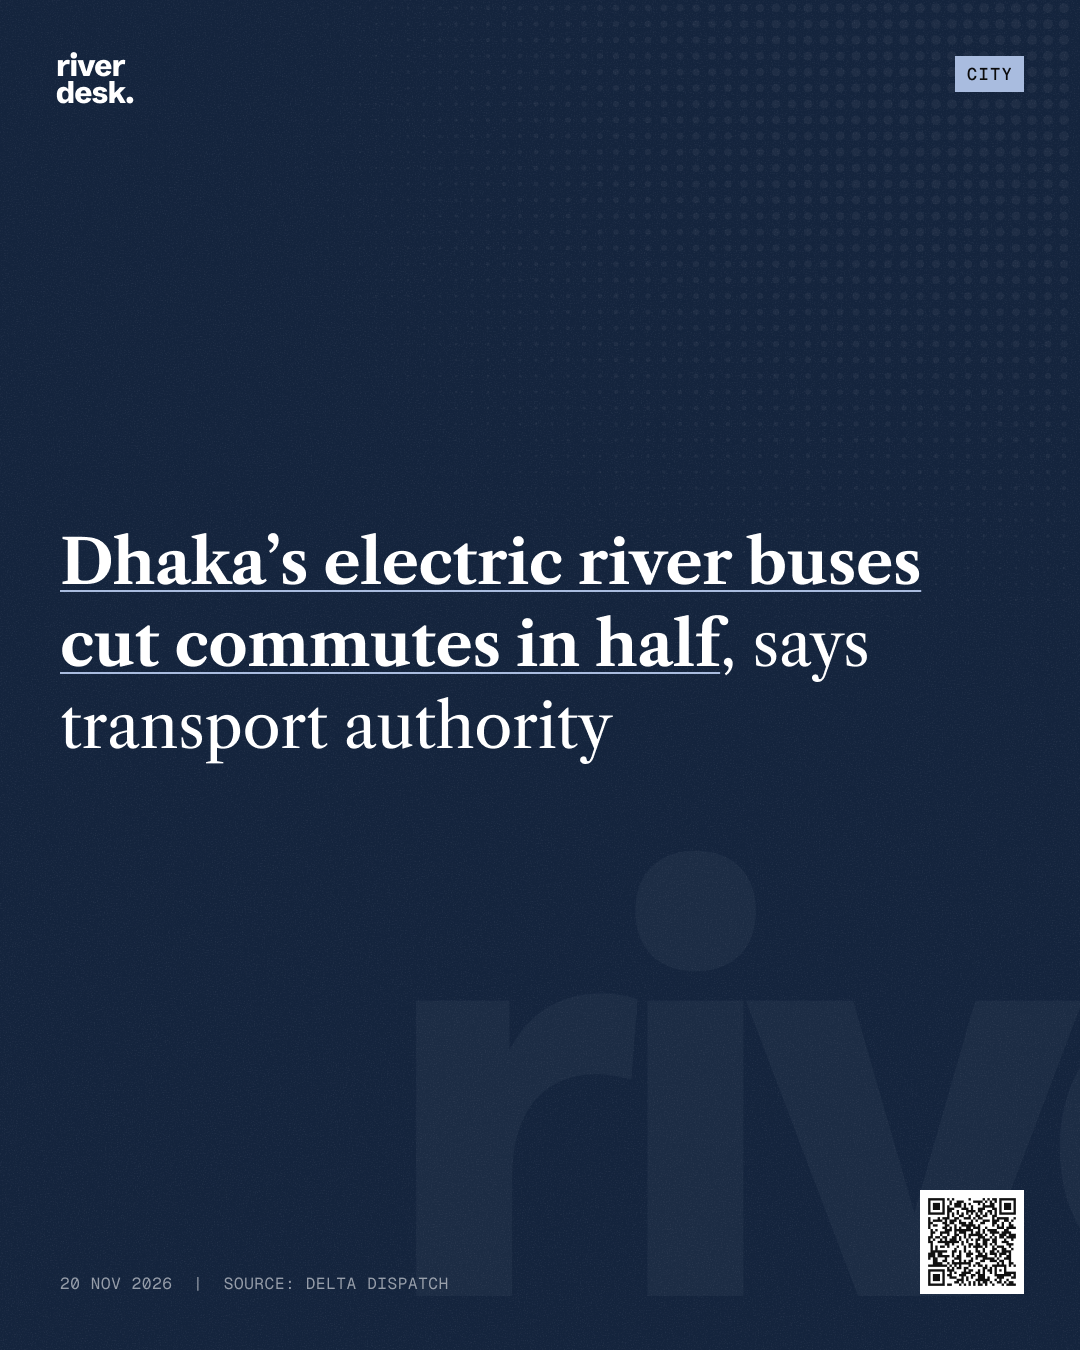 river
desk.
CITY
Dhaka’s electric river buses
cut commutes in half, says
transport authority
riv
20 NOV 2026 | SOURCE: DELTA DISPATCH